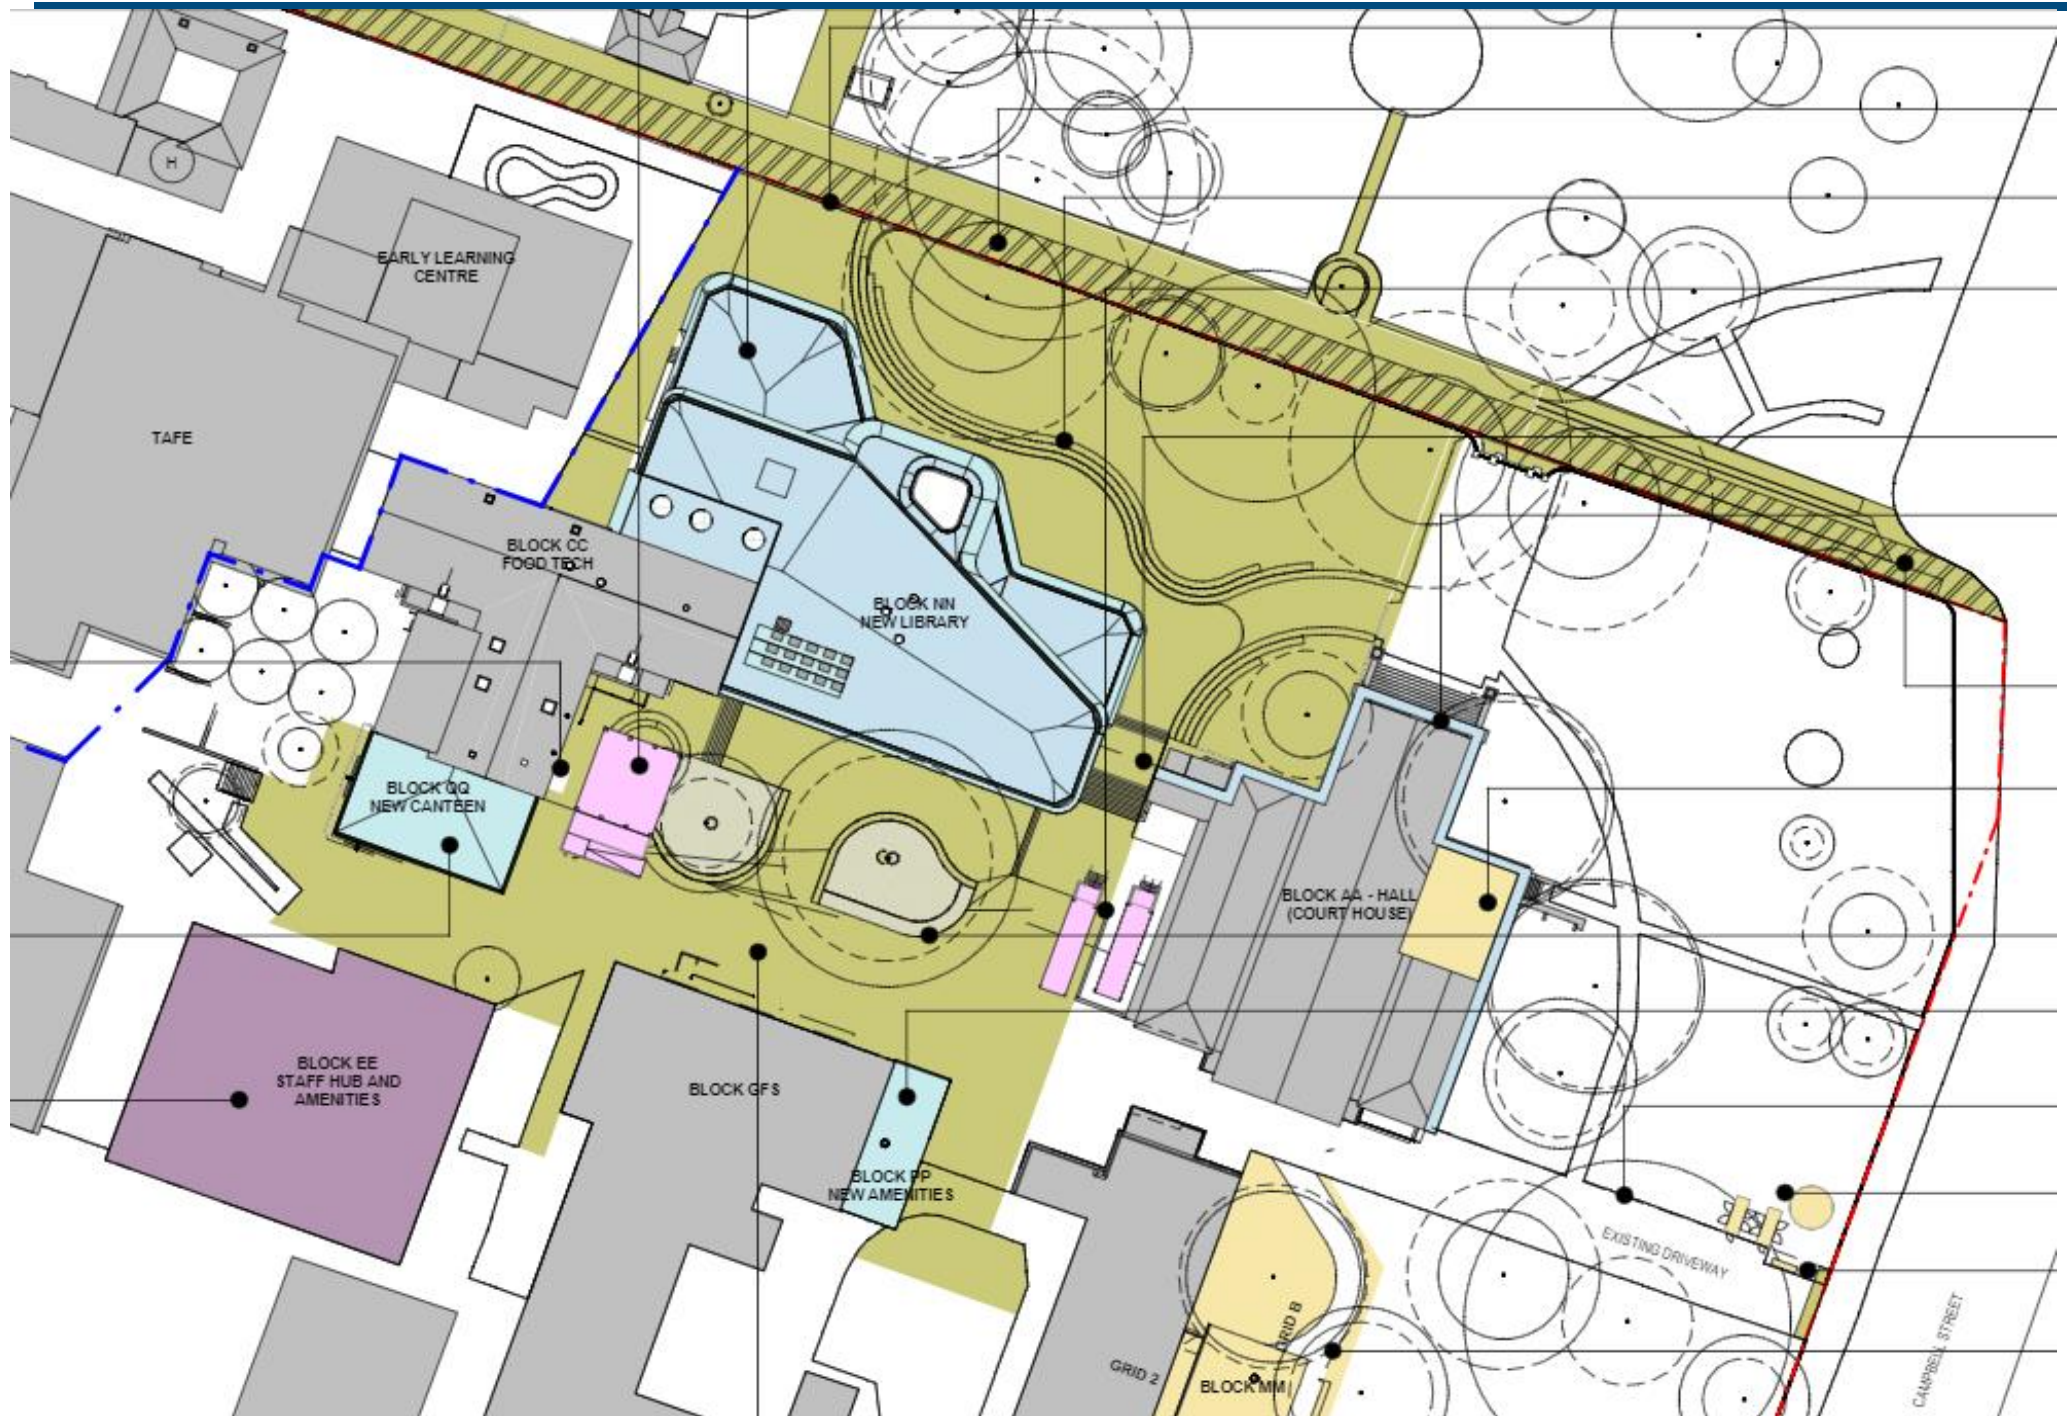 H
EARLY LEARNING
CENTRE
TAFE
BLOCK CC
FOOD TECH
BLOCK NN
NEW LIBRARY
BLOCK QQ
NEW CANTEEN
BLOCK AA - HALL
(COURT HOUSE)
BLOCK EE
STAFF HUB AND
AMENITIES
BLOCK GFS
BLOCK PP
NEW AMENITIES
EXISTING DRIVEWAY
GRID B
GRID 2
BLOCK MM
CAMPBELL STREET